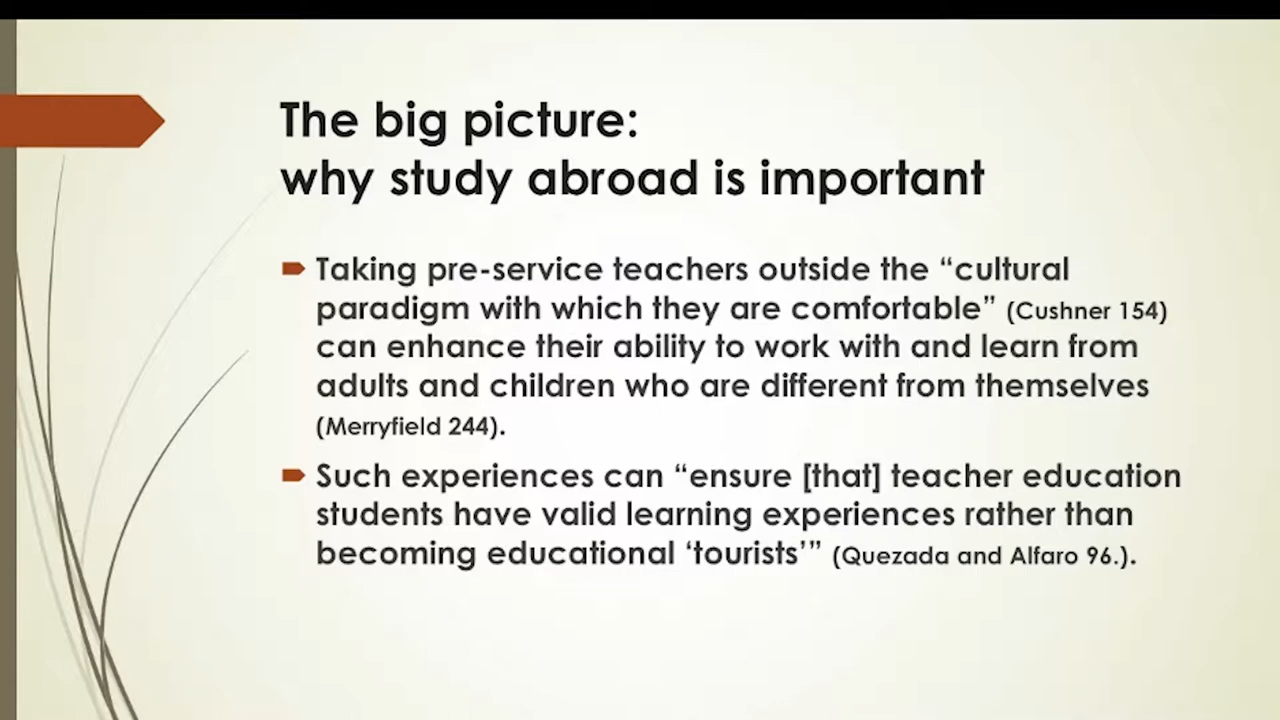 The big picture:
why study abroad is important
Taking pre-service teachers outside the “cultural
paradigm with which they are comfortable” (Cushner 154)
can enhance their ability to work with and learn from
adults and children who are different from themselves
(Merryfield 244).
Such experiences can “ensure [that] teacher education
students have valid learning experiences rather than
becoming educational ‘tourists’” (Quezada and Alfaro 96.).